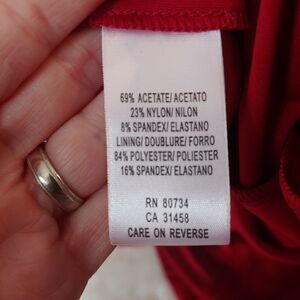 69% ACETATE/ ACETATO
23% NYLON/ NILON
8% SPANDEX/ ELASTANO
LINING/ DOUBLURE/ FORRO
84% POLYESTER/ POLIESTER
16% SPANDEX/ ELASTANO
RN 80734
CA 31458
CARE ON REVERSE